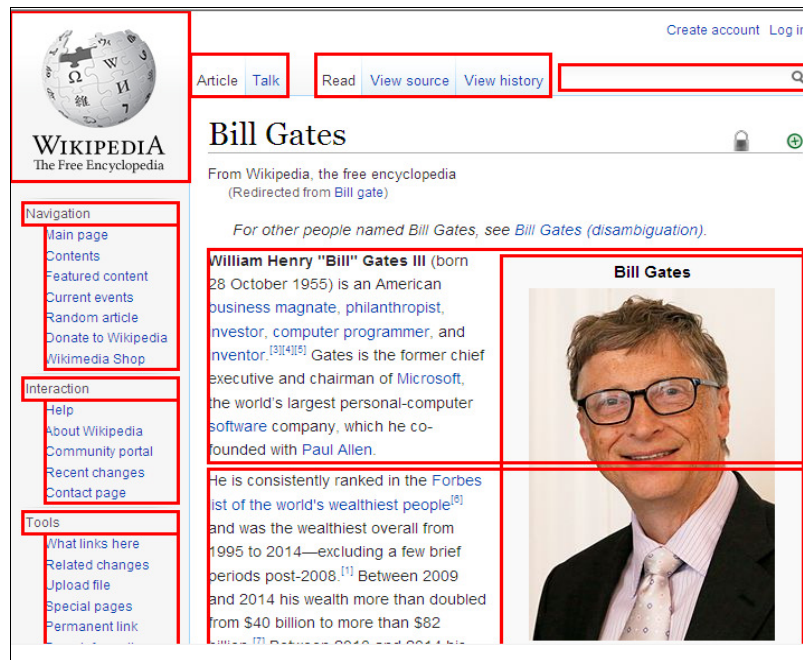 Create account Log in
Article Talk Read View source View history
WIKIPEDIA
The Free Encyclopedia
Bill Gates
From Wikipedia, the free encyclopedia
(Redirected from Bill gate)
For other people named Bill Gates, see Bill Gates (disambiguation).
Navigation
Main page
Contents
Featured content
Current events
Random article
Donate to Wikipedia
Wikimedia Shop
Interaction
Help
About Wikipedia
Community portal
Recent changes
Contact page
Tools
What links here
Related changes
Upload file
Special pages
Permanent link
William Henry "Bill" Gates III (born
28 October 1955) is an American
business magnate, philanthropist,
investor, computer programmer, and
inventor.[3][4][5] Gates is the former chief
executive and chairman of Microsoft,
the world's largest personal-computer
software company, which he co-
founded with Paul Allen.
He is consistently ranked in the Forbes
list of the world's wealthiest people[6]
and was the wealthiest overall from
1995 to 2014—excluding a few brief
periods post-2008.[1] Between 2009
and 2014 his wealth more than doubled
from $40 billion to more than $82
Bill Gates